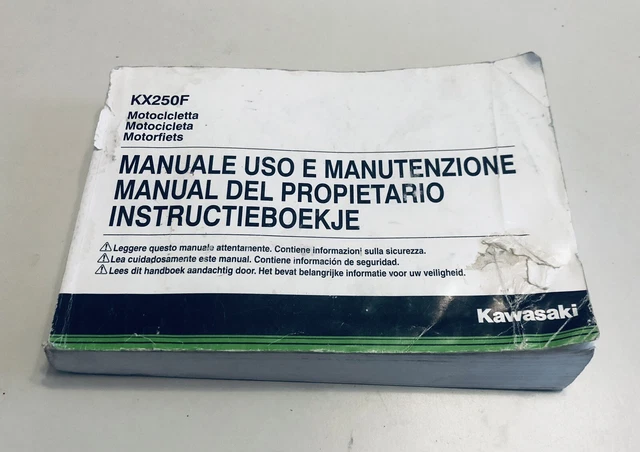 KX250F
Motocicletta
Motocicleta
Motorfiets
MANUALE USO E MANUTENZIONE
MANUAL DEL PROPIETARIO
INSTRUCTIEBOEKJE
Leggere questo manuale attentamente. Contiene informazioni sulla sicurezza.
Lea cuidadosamente este manual. Contiene información de seguridad.
Lees dit handboek aandachtig door. Het bevat belangrijke informatie voor uw veiligheid.
Kawasaki